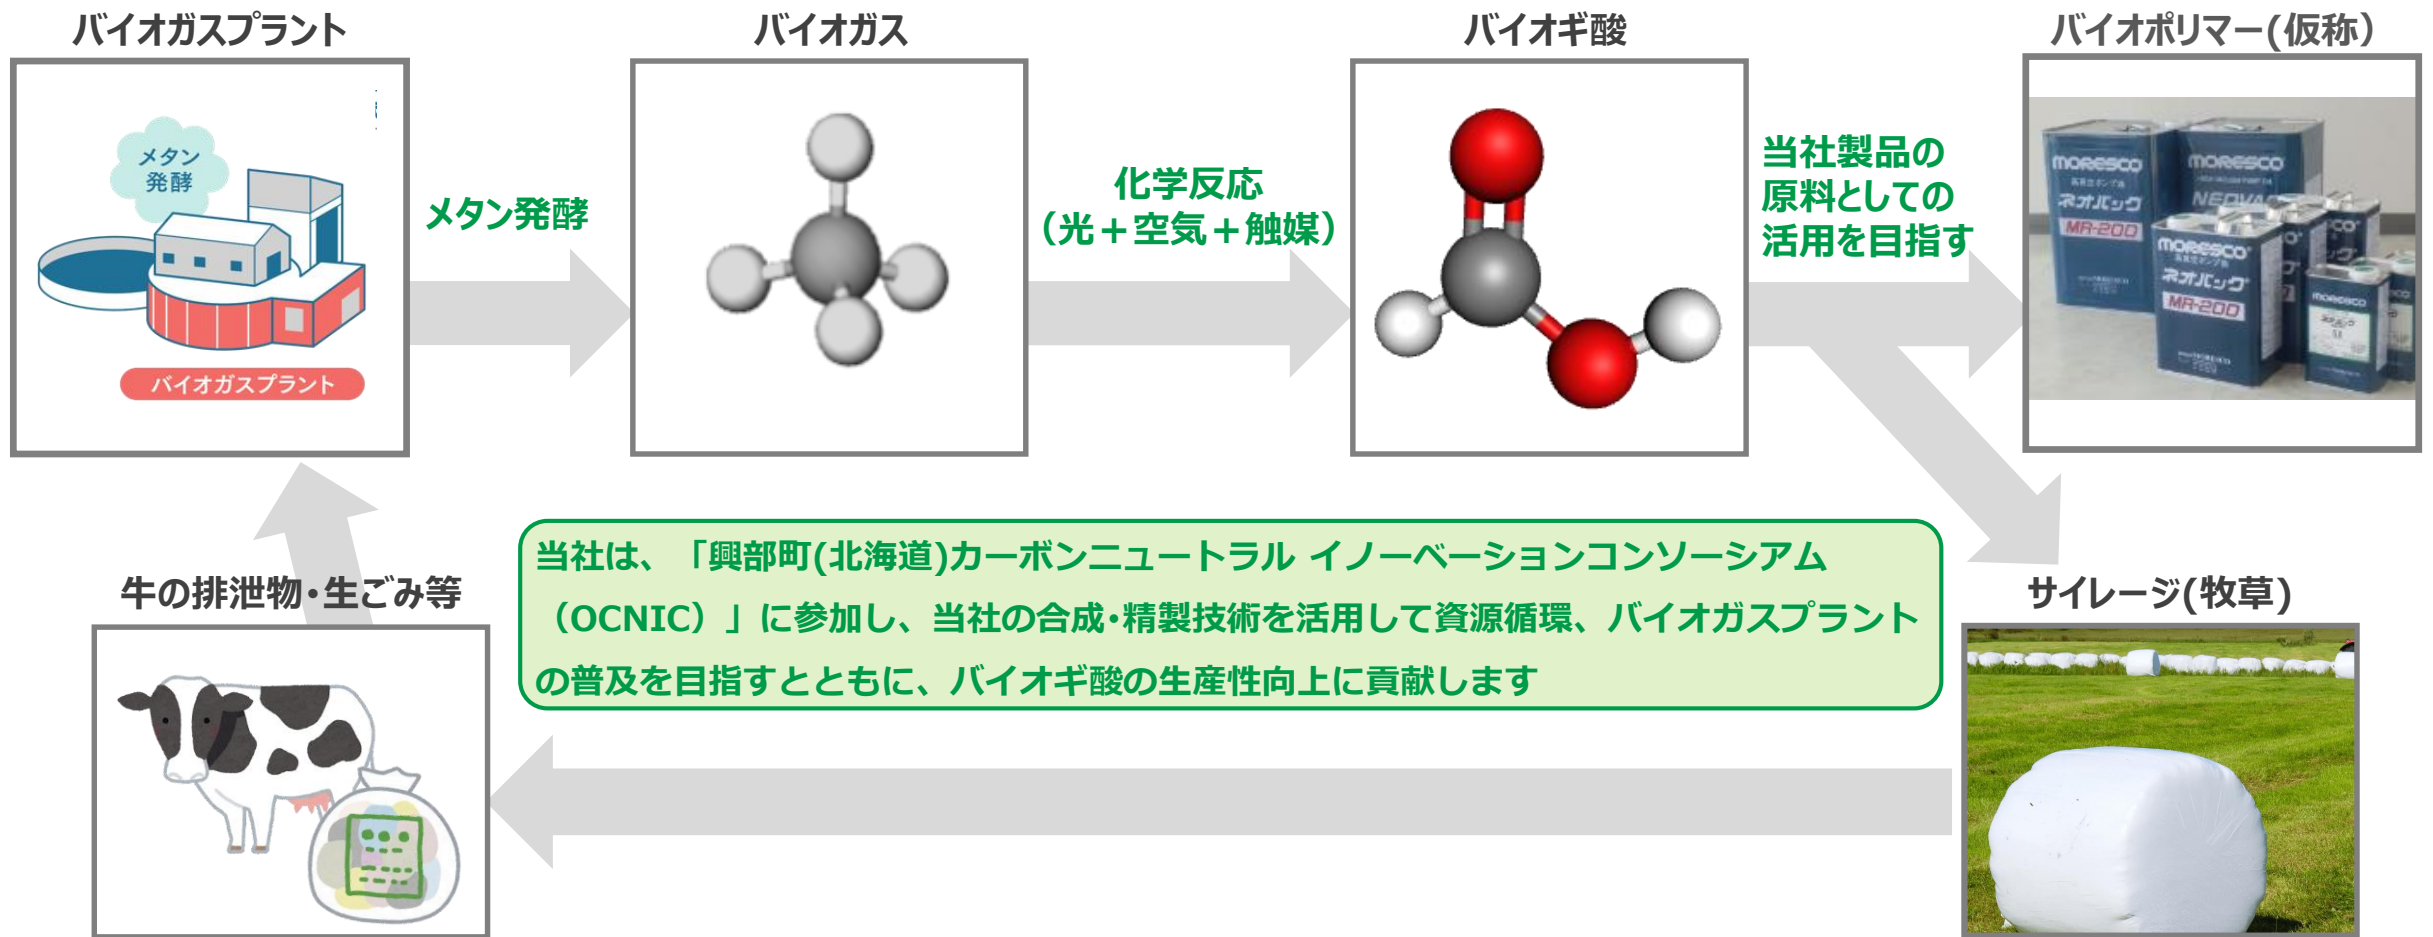 バイオガスプラント
バイオガス
バイオギ酸
バイオポリマー(仮称)
メタン
発酵
バイオガスプラント
メタン発酵
化学反応
（光＋空気＋触媒）
当社製品の
原料としての
活用を目指す
MORESCO
ネオバック
MR-200
MORESCO
MORESCO
ネオバック
MR-200
MORESCO
牛の排泄物・生ごみ等
当社は、「興部町(北海道)カーボンニュートラル イノーベーションコンソーシアム
（OCNIC）」に参加し、当社の合成・精製技術を活用して資源循環、バイオガスプラント
の普及を目指すとともに、バイオギ酸の生産性向上に貢献します
サイレージ(牧草)